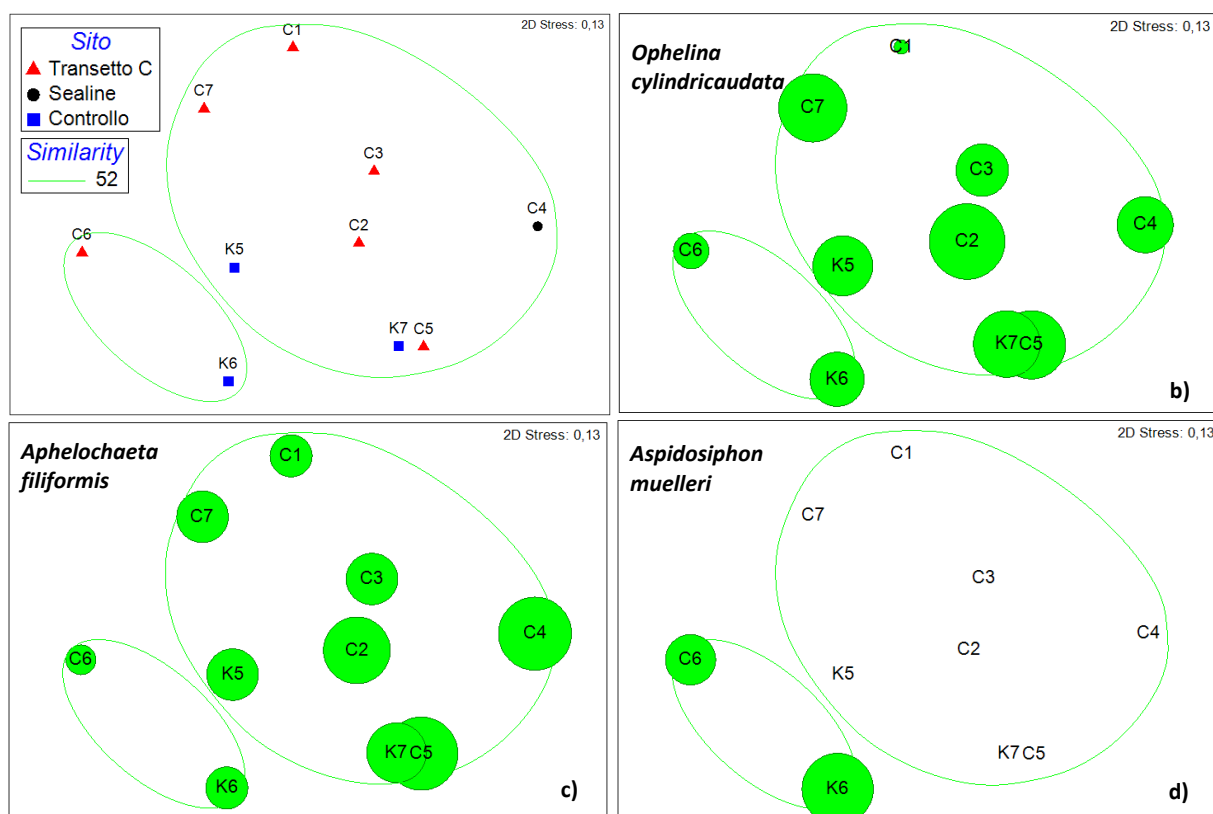 2D Stress: 0,13
Sito
Transetto C
Sealine
Controllo
Similarity
52
C1
C7
C3
C4
C2
C6
K5
K7 C5
K6
2D Stress: 0,13
Ophelina
cylindricaudata
C1
C7
C3
C4
C2
C6
K5
K7 C5
K6
b)
2D Stress: 0,13
Aphelochaeta
filiformis
C1
C7
C3
C4
C2
C6
K5
K7 C5
K6
c)
2D Stress: 0,13
Aspidosiphon
muelleri
C1
C7
C3
C4
C2
C6
K5
K7 C5
K6
d)